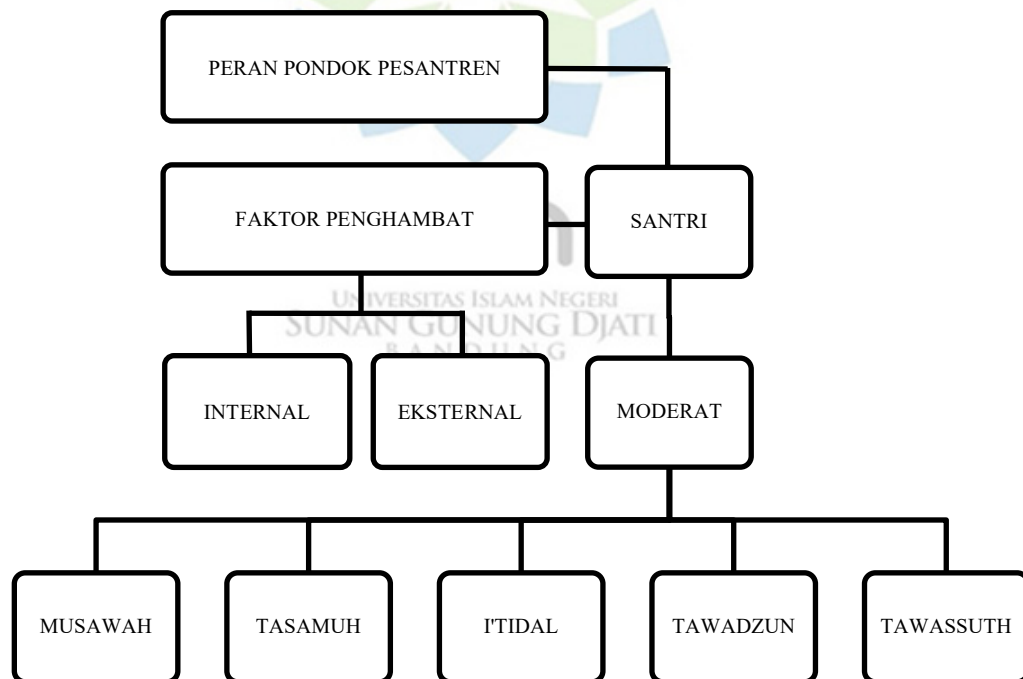 PERAN PONDOK PESANTREN
FAKTOR PENGHAMBAT
SANTRI
UNIVERSITAS ISLAM NEGERI
SUNAN GUNUNG DJATI
BANDUNG
INTERNAL
EKSTERNAL
MODERAT
MUSAWAH
TASAMUH
I'TIDAL
TAWADZUN
TAWASSUTH